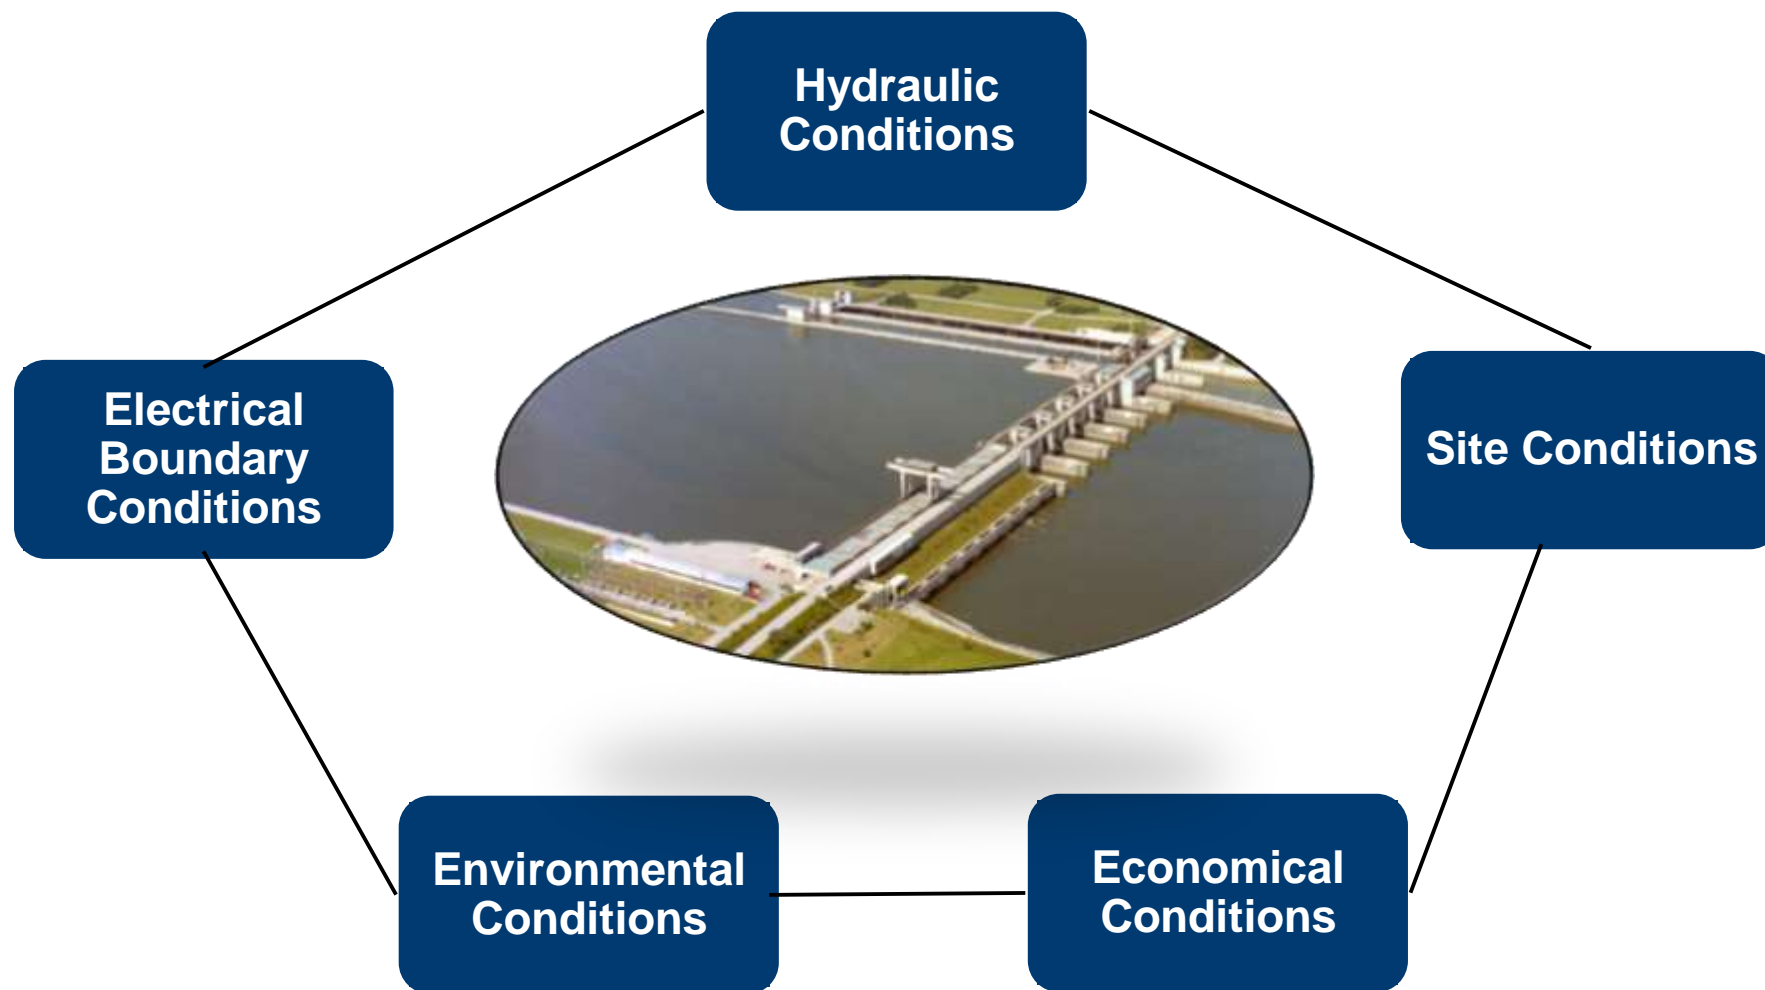 Hydraulic
Conditions
Electrical
Boundary
Conditions
Site Conditions
Environmental
Conditions
Economical
Conditions